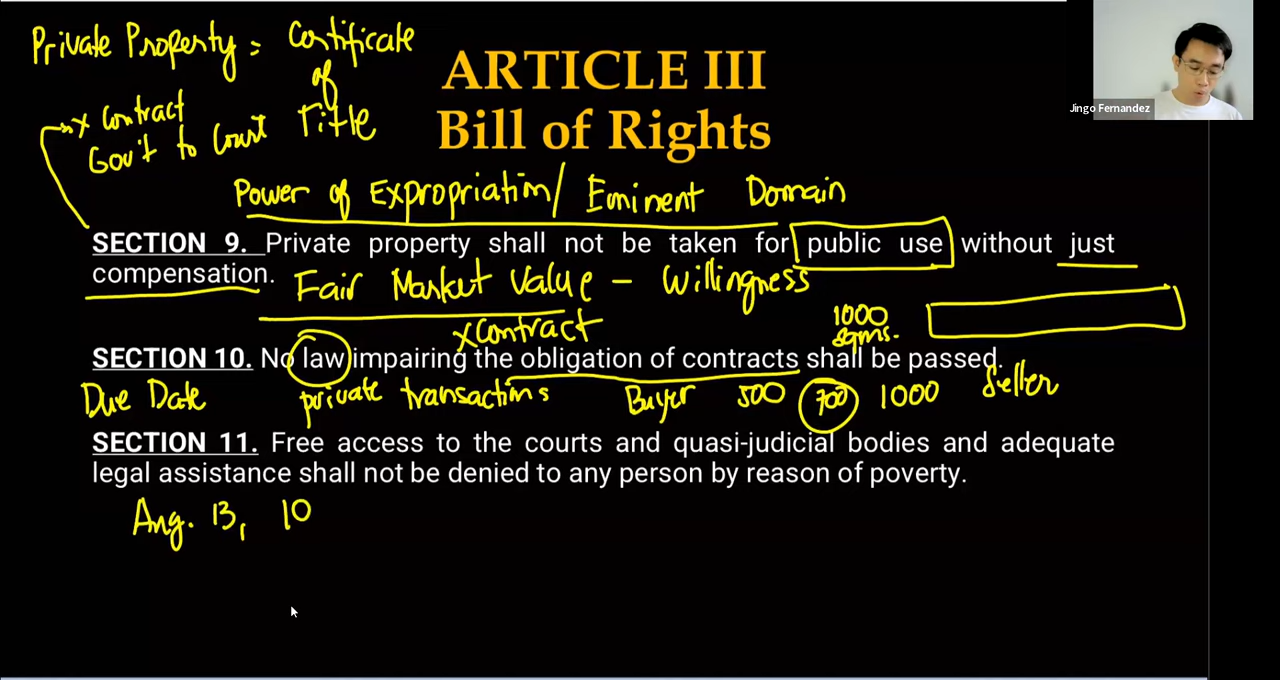 Private Property = Certificate
of
Title
x Contract
Gov't to Court
ARTICLE III
Bill of Rights
Jingo Fernandez
Power of Expropriation/ Eminent Domain
SECTION 9. Private property shall not be taken for public use without just
compensation.
Fair Market Value - Willingness
x Contract
1000
sqms.
SECTION 10. No law impairing the obligation of contracts shall be passed.
Due Date private transactions Buyer 500 700 1000 Seller
SECTION 11. Free access to the courts and quasi-judicial bodies and adequate
legal assistance shall not be denied to any person by reason of poverty.
Aug. 13, 10